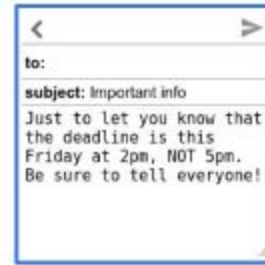 to:
subject: Important info
Just to let you know that
the deadline is this
Friday at 2pm, NOT 5pm.
Be sure to tell everyone!